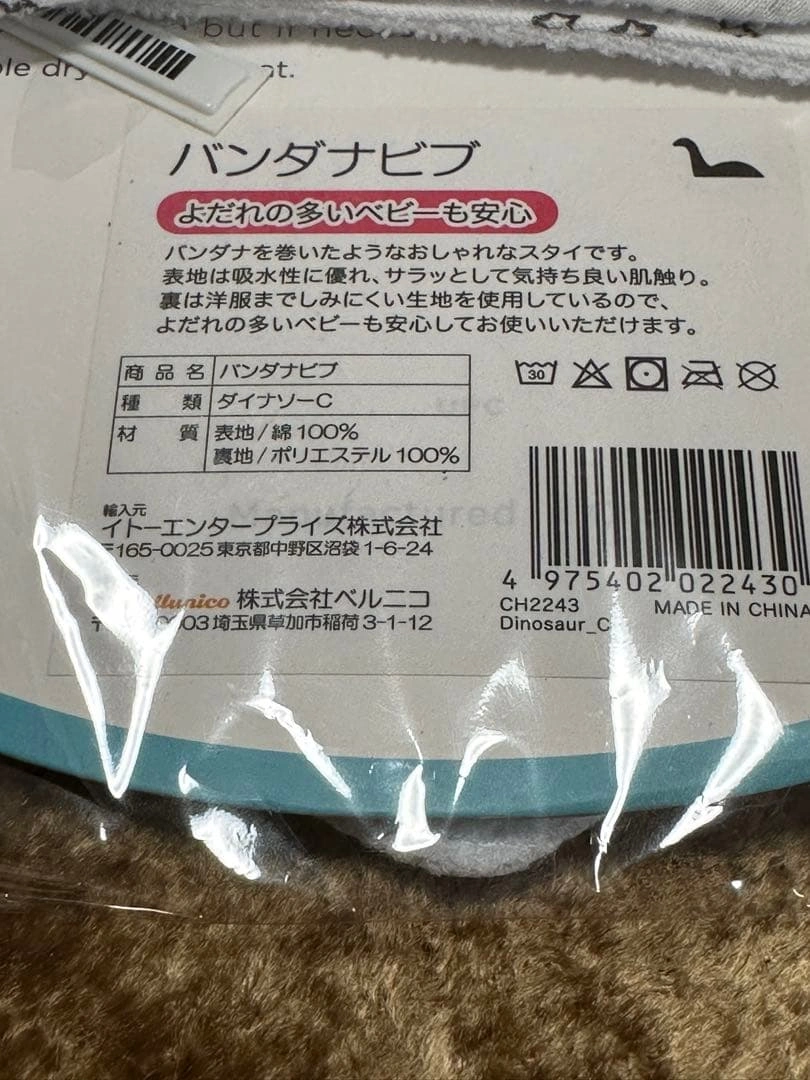 but it
バンダナビブ
よだれの多いベビーも安心
バンダナを巻いたようなおしゃれなスタイです。
表地は吸水性に優れ、サラッとして気持ち良い肌触り。
裏は洋服までしみにくい生地を使用しているので、
よだれの多いベビーも安心してお使いいただけます。
商品名 バンダナビブ
種類 ダイナソーC
材質 表地/綿100%
裏地/ポリエステル100%
30
輸入元
イトーエンタープライズ株式会社
〒165-0025 東京都中野区沼袋1-6-24
株式会社ベルニコ
埼玉県草加市稲荷3-1-12
4 975402 022430
CH2243 MADE IN CHINA
Dinosaur_C